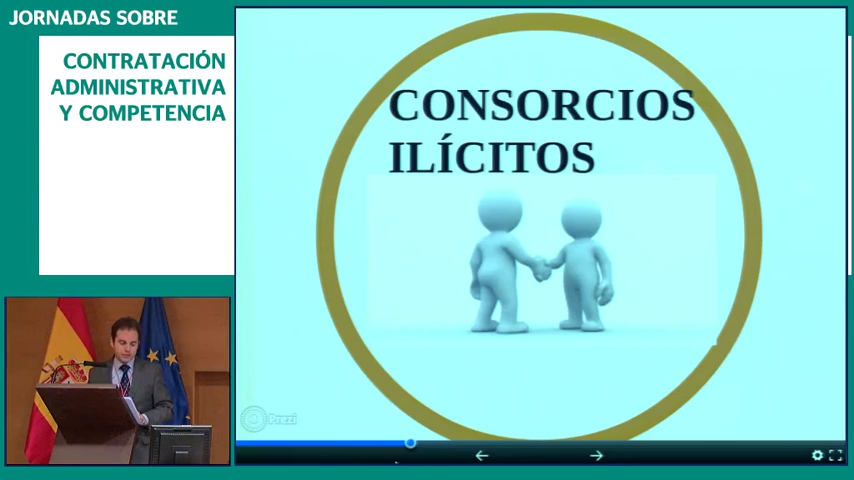 JORNADAS SOBRE
CONTRATACIÓN
ADMINISTRATIVA
Y COMPETENCIA
CONSORCIOS
ILÍCITOS
Prezi